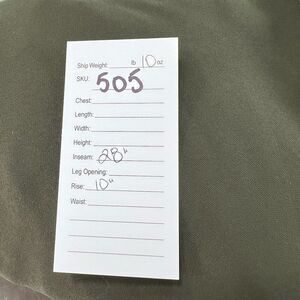 Ship Weight: lb 10 oz
SKU: 505
Chest:
Length:
Width:
Height:
Inseam: 28"
Leg Opening:
Rise: 10"
Waist: